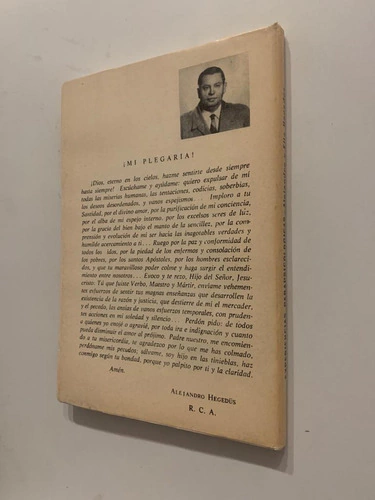 ¡MI PLEGARIA!
¡Dios, eterno en los cielos, hazme sentirte desde siempre
hasta siempre! Escúchame y ayúdame: quiero expulsar de mí
todas las miserias humanas, las tentaciones, codicias, soberbias,
los deseos desordenados, y vanos espejismos. Imploro a tu
Santidad, por el divino amor, por la purificación de mi conciencia,
por el alba de mi espejo interno, por los excelsos seres de luz,
por la gracia del bien bajo el manto de la sencillez, por la com-
prensión y evolución de mi ser hacia las inagotables verdades y
humilde acercamiento a ti... Ruego por la paz y conformidad de
todos los idos, por la piedad de los enfermos y consolación de
los pobres, por los santos Apóstoles, por los hombres esclareci-
dos, y que tu maravilloso poder colme y haga surgir el entendi-
miento entre nosotros... Evoco y te rezo, Hijo del Señor, Jesu-
cristo. Tú que fuiste Verbo, Maestro y Mártir, envíame vehemen-
tes esfuerzos de sentir tus magnas enseñanzas que desarrollen la
existencia de la razón y justicia, que destierre de mí el mercader,
y el pecado, las ansias de vanos esfuerzos temporales, con pruden-
tes acciones en mi soledad y silencio... Perdón pido: de todos
a quienes yo enojé o agravié, por toda ira e indignación y cuanto
pueda disminuir el amor al prójimo. Padre nuestro, me encomien-
do a tu misericordia, te agradezco por lo que me has colmado,
perdóname mis pecados; sálvame, soy hijo en las tinieblas, haz
conmigo según tu bondad, porque yo palpito por ti y la claridad.
Amén.
ALEJANDRO HEGEDÜS
R. C. A.